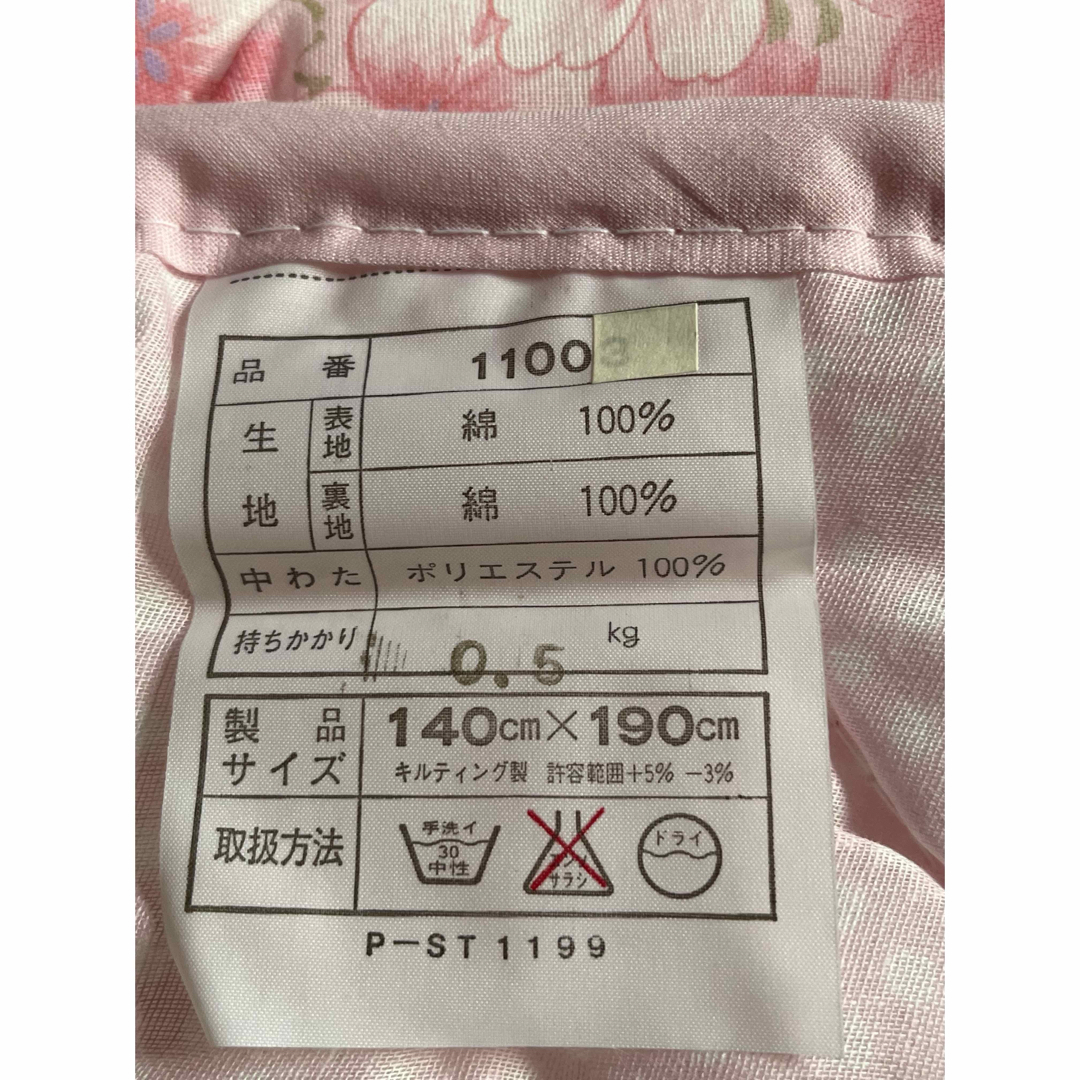 品 番 1100
生地 表地 綿 100%
裏地 綿 100%
中わた ポリエステル 100%
持ちかかり 0.5 kg
製品 140cm×190cm
サイズ キルティング製 許容範囲+5% -3%
取扱方法 手洗イ 30 中性 サラシ ドライ
P-ST1199